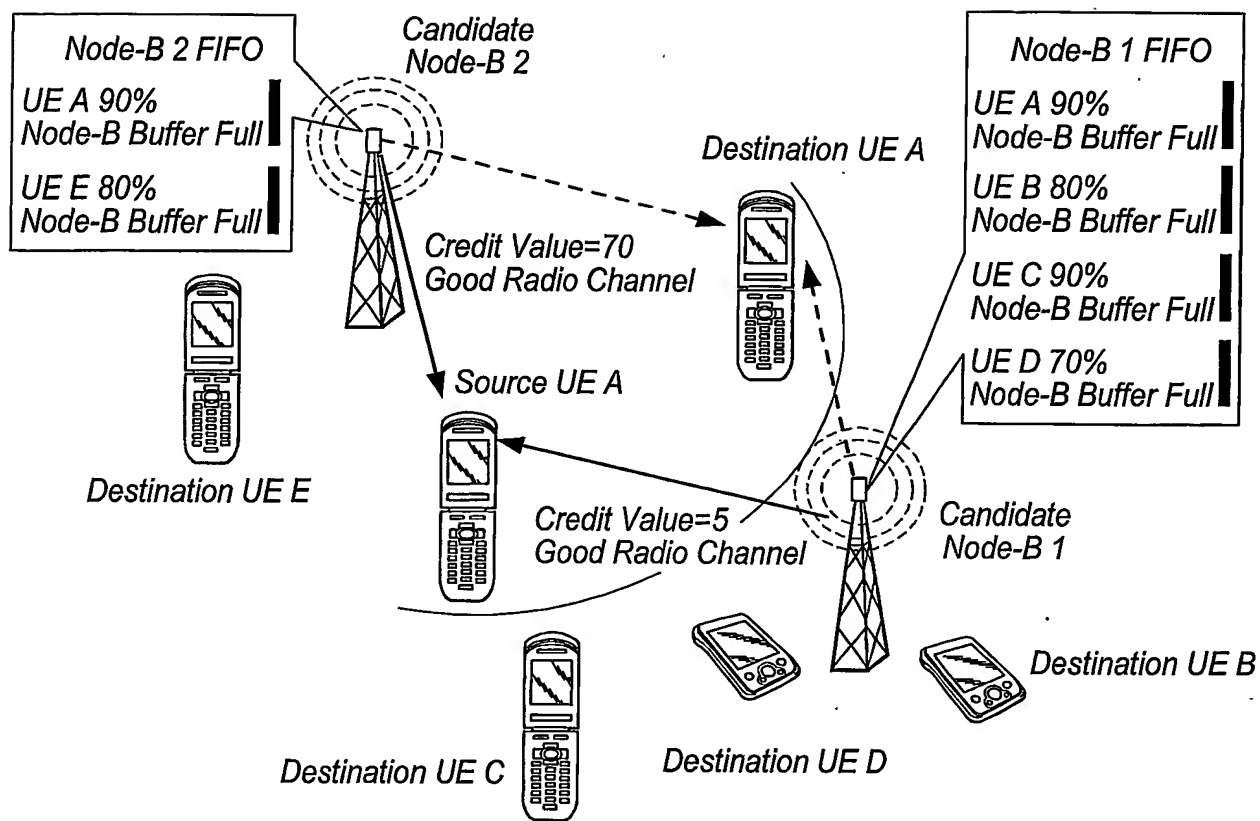 Node-B 2 FIFO
UE A 90%
Node-B Buffer Full
UE E 80%
Node-B Buffer Full
Candidate
Node-B 2
Node-B 1 FIFO
UE A 90%
Node-B Buffer Full
UE B 80%
Node-B Buffer Full
UE C 90%
Node-B Buffer Full
UE D 70%
Node-B Buffer Full
Destination UE A
Credit Value=70
Good Radio Channel
Source UE A
Destination UE E
Credit Value=5
Good Radio Channel
Candidate
Node-B 1
Destination UE B
Destination UE D
Destination UE C